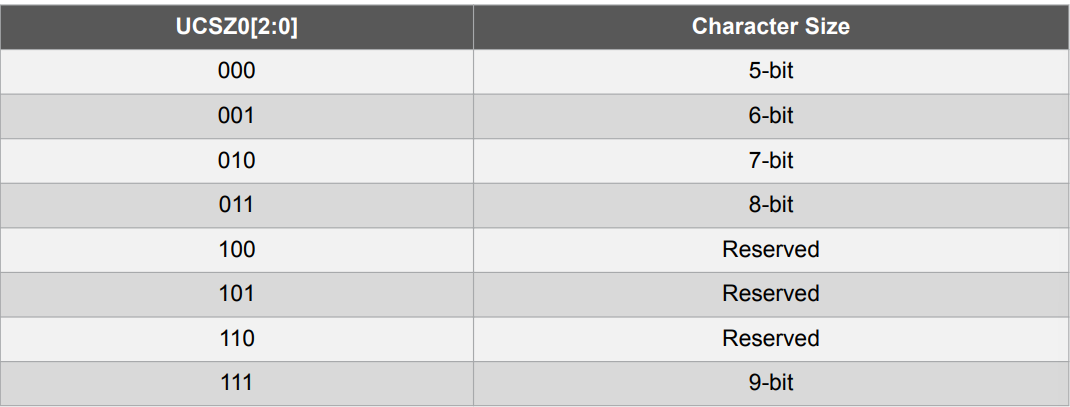 UCSZ0[2:0] Character Size
000 5-bit
001 6-bit
010 7-bit
011 8-bit
100 Reserved
101 Reserved
110 Reserved
111 9-bit